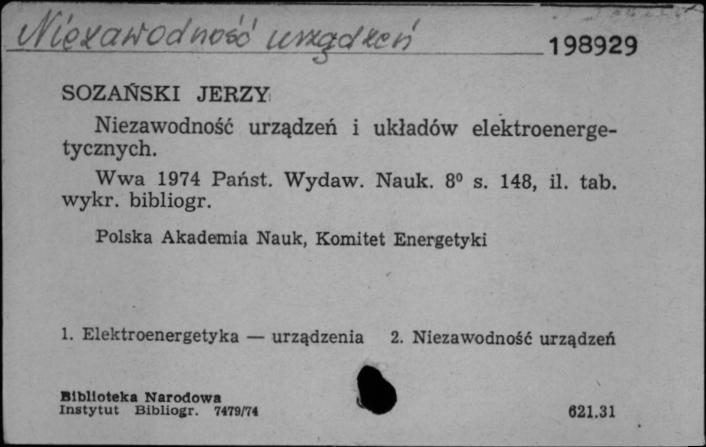 Niezawodność urządzeń
198929
SOZAŃSKI JERZY
Niezawodność urządzeń i układów elektroenerge-
tycznych.
Wwa 1974 Państ. Wydaw. Nauk. 8⁰ s. 148, il. tab.
wykr. bibliogr.
Polska Akademia Nauk, Komitet Energetyki
1. Elektroenergetyka — urządzenia 2. Niezawodność urządzeń
Biblioteka Narodowa
Instytut Bibliogr. 7479/74
621.31